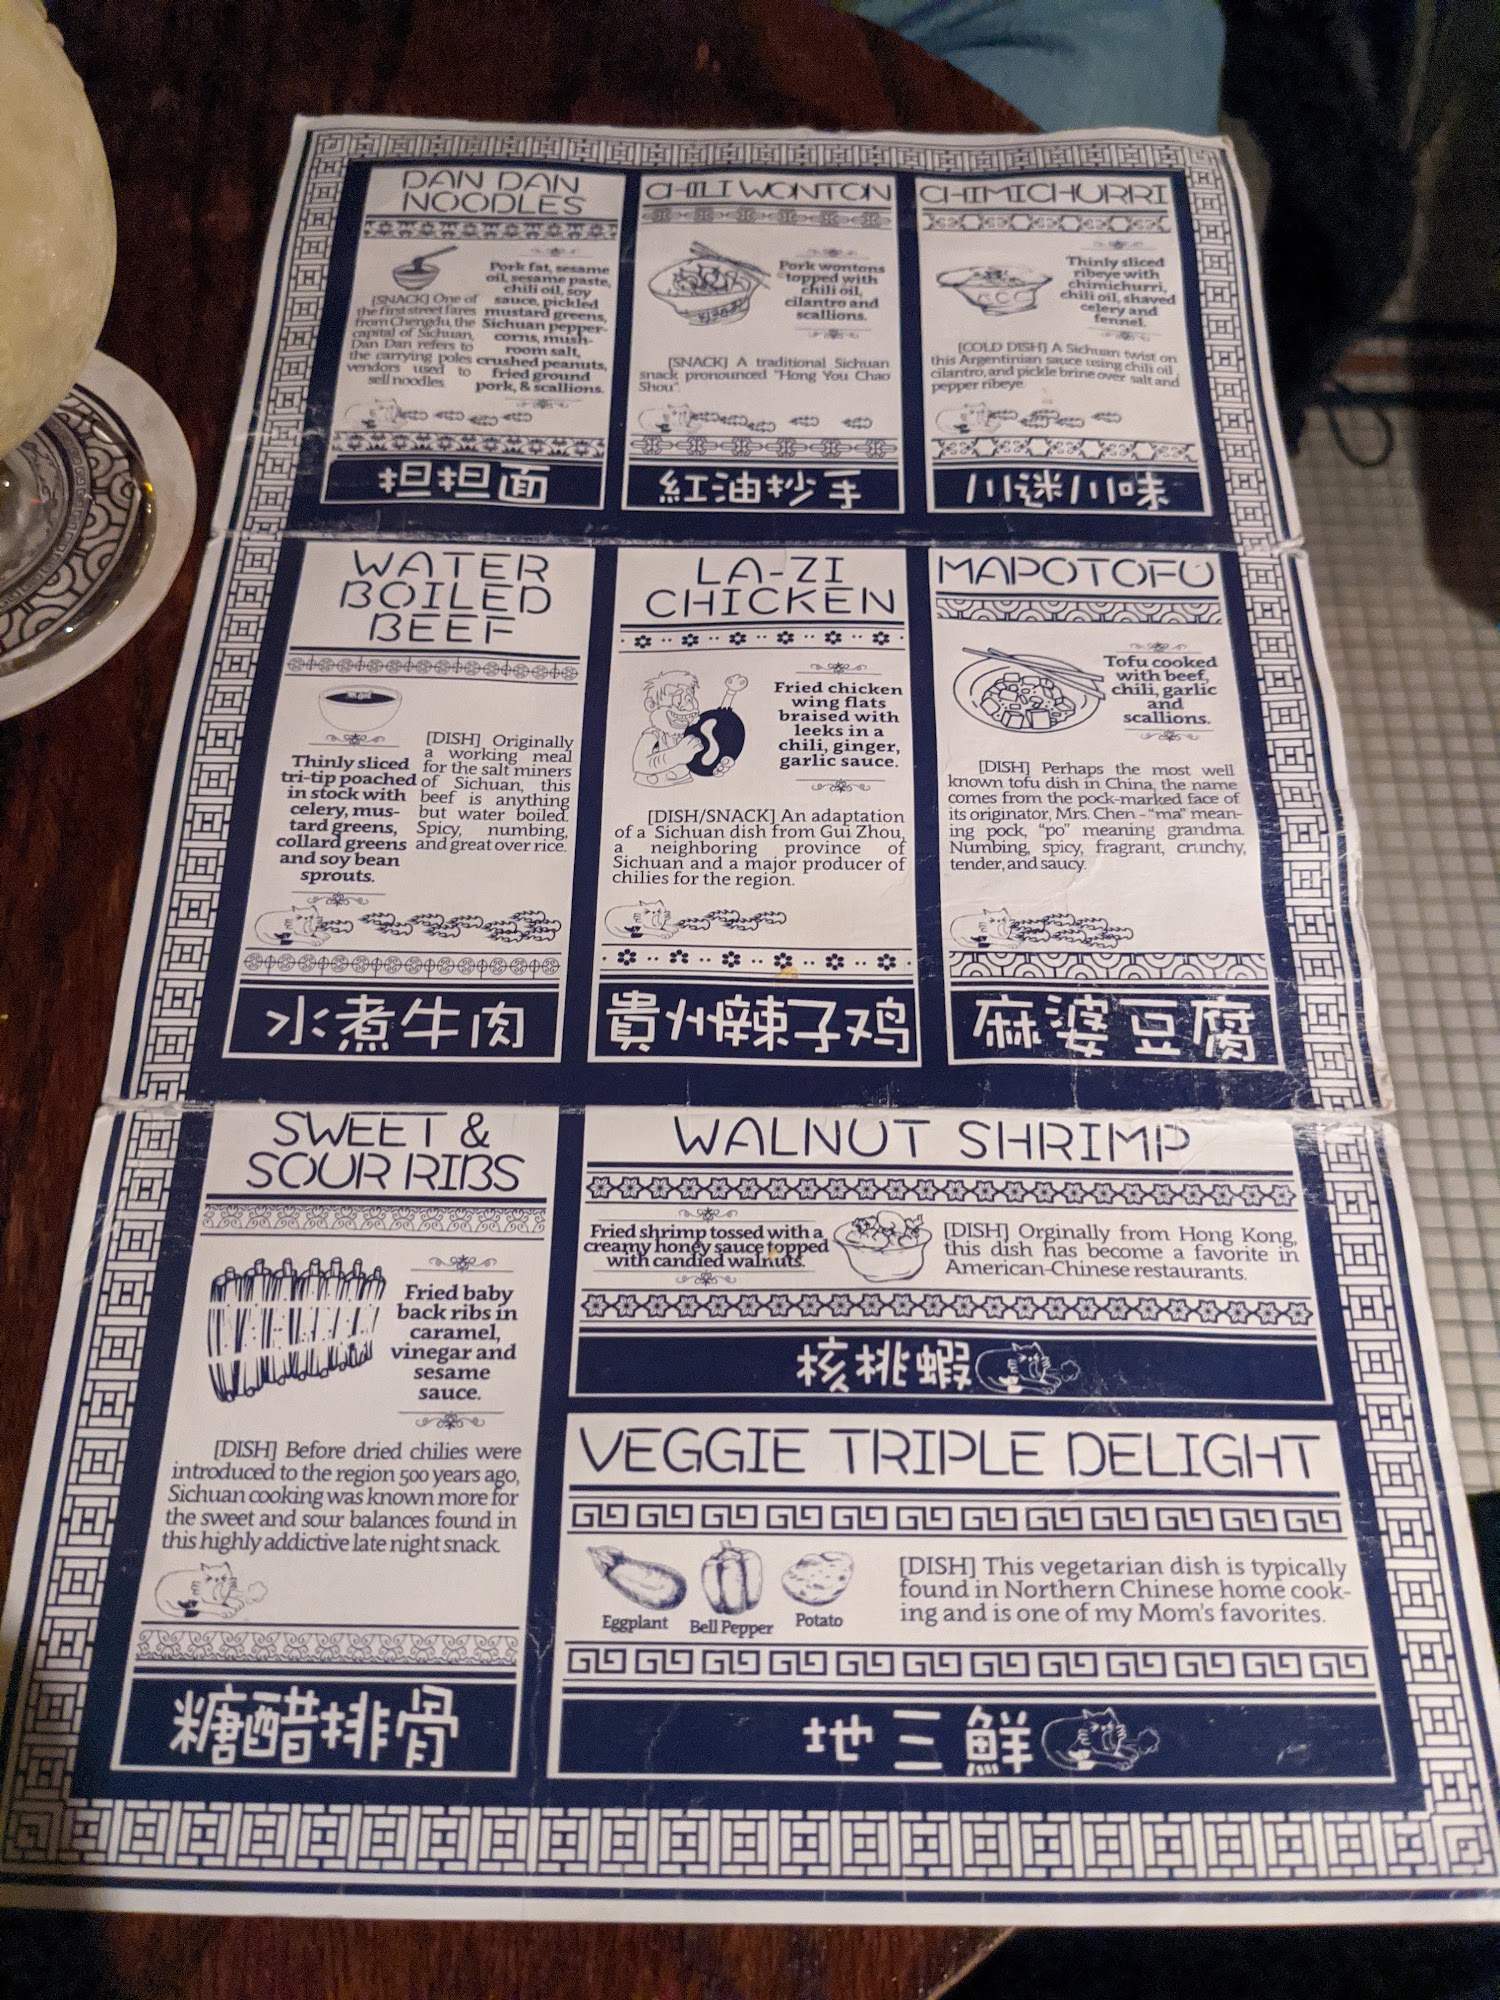 DAN DAN
NOODLES
Pork fat, sesame
oil, sesame paste,
chili oil, soy
sauce, pickled
mustard greens,
Sichuan pepper-
corns, mush-
room salt,
crushed peanuts,
fried ground
pork, & scallions.
[SNACK] One of
the first street fares
from Chengdu, the
capital of Sichuan,
Dan Dan refers to
the carrying poles
vendors used to
sell noodles.
担担面
CHILI WONTON
Pork wontons
topped with
chili oil,
cilantro and
scallions.
[SNACK] A traditional Sichuan
snack pronounced "Hong You Chao
Shou".
紅油抄手
CHIMICHURRI
Thinly sliced
ribeye with
chimichurri,
chili oil, shaved
celery and
fennel.
[COLD DISH] A Sichuan twist on
this Argentinian sauce using chili oil
cilantro, and pickle brine over salt and
pepper ribeye.
川迷川味
WATER
BOILED
BEEF
Thinly sliced
tri-tip poached
in stock with
celery, mus-
tard greens,
collard greens
and soy bean
sprouts.
[DISH] Originally
a working meal
for the salt miners
of Sichuan, this
beef is anything
but water boiled.
Spicy, numbing,
and great over rice.
水煮牛肉
LA-ZI
CHICKEN
Fried chicken
wing flats
braised with
leeks in a
chili, ginger,
garlic sauce.
[DISH/SNACK] An adaptation
of a Sichuan dish from Gui Zhou,
a neighboring province of
Sichuan and a major producer of
chilies for the region.
貴州辣子鸡
MAPOTOFU
Tofu cooked
with beef,
chili, garlic
and
scallions.
[DISH] Perhaps the most well
known tofu dish in China, the name
comes from the pock-marked face of
its originator, Mrs. Chen - "ma" mean-
ing pock, "po" meaning grandma.
Numbing, spicy, fragrant, crunchy,
tender, and saucy.
麻婆豆腐
SWEET &
SOUR RIBS
Fried baby
back ribs in
caramel,
vinegar and
sesame
sauce.
[DISH] Before dried chilies were
introduced to the region 500 years ago,
Sichuan cooking was known more for
the sweet and sour balances found in
this highly addictive late night snack.
糖醋排骨
WALNUT SHRIMP
Fried shrimp tossed with a
creamy honey sauce topped
with candied walnuts.
[DISH] Orginally from Hong Kong,
this dish has become a favorite in
American-Chinese restaurants.
核桃蝦
VEGGIE TRIPLE DELIGHT
Eggplant
Bell Pepper
Potato
[DISH] This vegetarian dish is typically
found in Northern Chinese home cook-
ing and is one of my Mom's favorites.
地三鮮